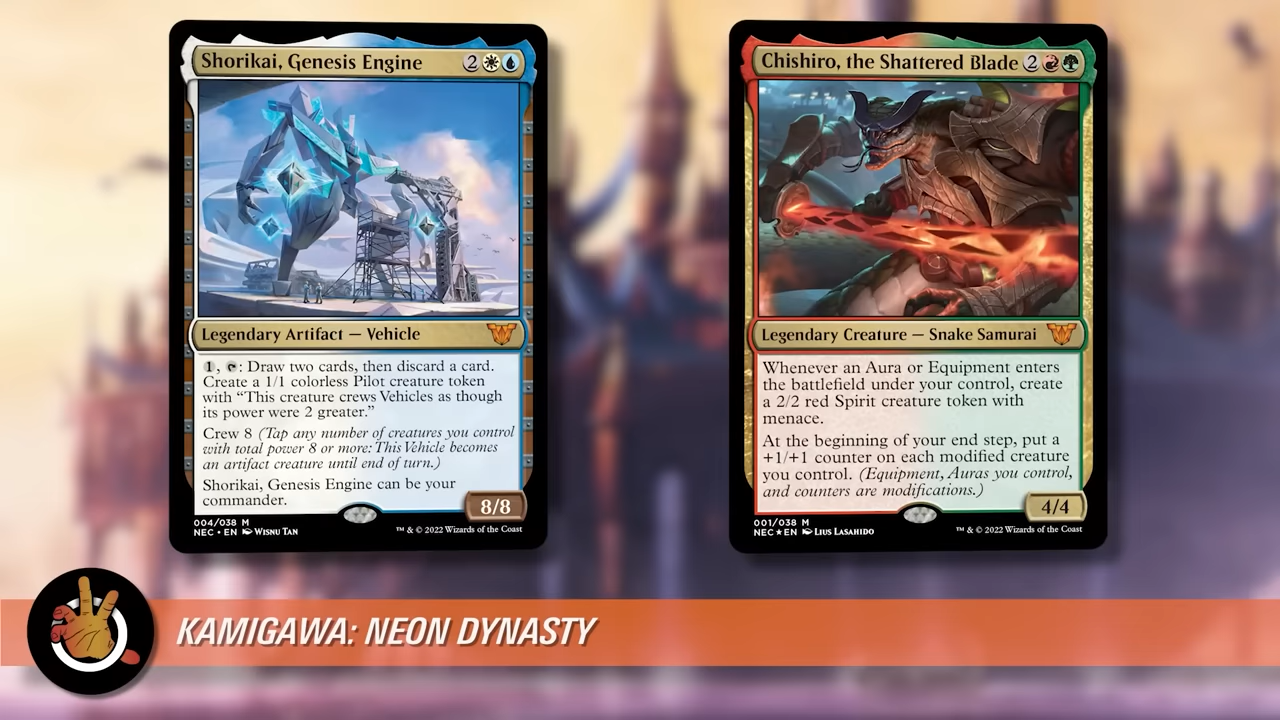 Shorikai, Genesis Engine 2
Legendary Artifact — Vehicle
1, : Draw two cards, then discard a card.
Create a 1/1 colorless Pilot creature token
with “This creature crews Vehicles as though
its power were 2 greater.”
Crew 8 (Tap any number of creatures you control
with total power 8 or more: This Vehicle becomes
an artifact creature until end of turn.)
Shorikai, Genesis Engine can be your
commander.
8/8
004/038 M
NEC • EN Wisnu Tan
™ & © 2022 Wizards of the Coast
Chishiro, the Shattered Blade 2
Legendary Creature — Snake Samurai
Whenever an Aura or Equipment enters
the battlefield under your control, create
a 2/2 red Spirit creature token with
menace.
At the beginning of your end step, put a
+1/+1 counter on each modified creature
you control. (Equipment, Auras you control,
and counters are modifications.)
4/4
001/038 M
NEC ★ EN Lius Lasahido
™ & © 2022 Wizards of the Coast
KAMIGAWA: NEON DYNASTY